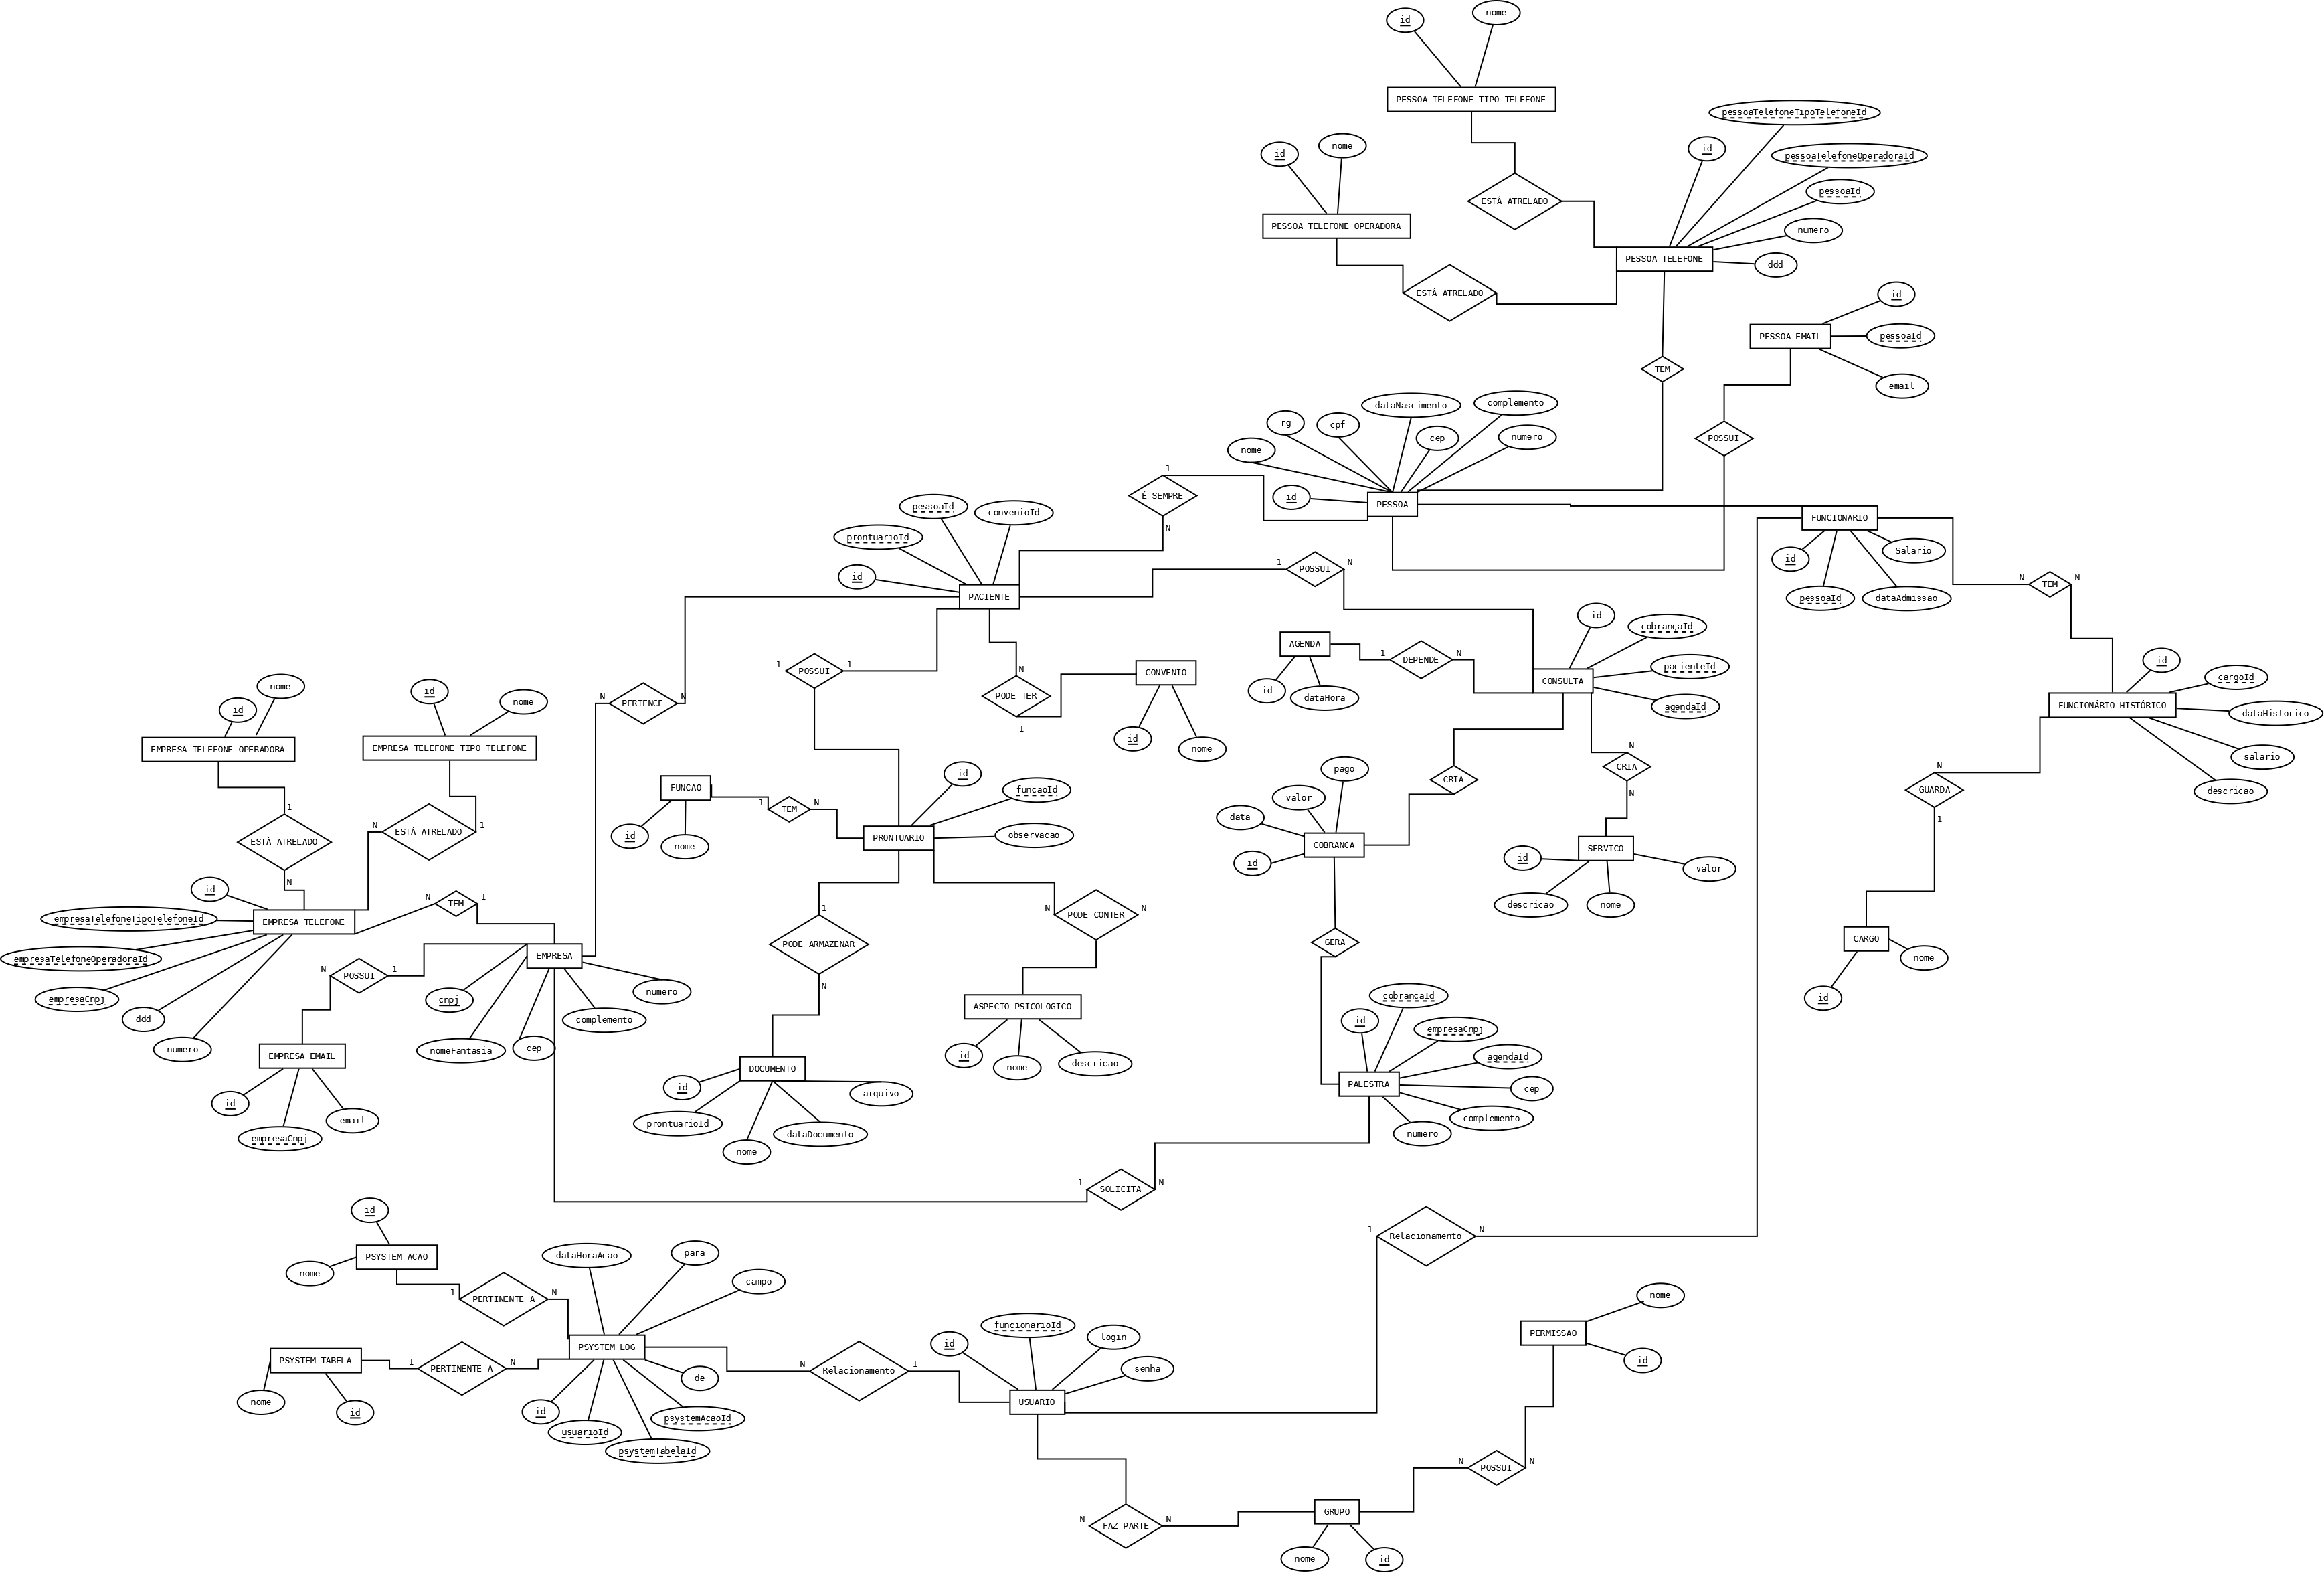 id
nome
PESSOA TELEFONE TIPO TELEFONE
pessoaTelefoneTipoTelefoneId
id
nome
id
pessoaTelefoneOperadoraId
pessoaId
ESTÁ ATRELADO
PESSOA TELEFONE OPERADORA
numero
PESSOA TELEFONE
ddd
ESTÁ ATRELADO
id
PESSOA EMAIL
pessoaId
email
TEM
dataNascimento
complemento
rg
cpf
cep
numero
nome
POSSUI
1
É SEMPRE
N
id
PESSOA
pessoaId
convenioId
prontuarioId
id
PACIENTE
FUNCIONARIO
id
Salario
pessoaId
dataAdmissao
N
TEM
N
1
POSSUI
N
id
cobrançaId
pacienteId
agendaId
AGENDA
1
DEPENDE
N
CONSULTA
id
dataHora
1
POSSUI
1
N
PODE TER
1
CONVENIO
id
nome
N
PERTENCE
N
id
cargoId
dataHistorico
FUNCIONÁRIO HISTÓRICO
salario
descricao
id
nome
id
nome
EMPRESA TELEFONE OPERADORA
EMPRESA TELEFONE TIPO TELEFONE
1
ESTÁ ATRELADO
N
N
ESTÁ ATRELADO
1
FUNCAO
id
nome
1
TEM
N
id
funcaoId
PRONTUARIO
observacao
pago
valor
data
COBRANCA
id
CRIA
N
CRIA
N
SERVICO
id
valor
descricao
nome
N
GUARDA
1
CARGO
nome
id
id
empresaTelefoneTipoTelefoneId
EMPRESA TELEFONE
empresaTelefoneOperadoraId
empresaCnpj
ddd
numero
N
TEM
1
EMPRESA
N
POSSUI
1
cnpj
numero
complemento
nomeFantasia
cep
EMPRESA EMAIL
id
email
empresaCnpj
1
PODE ARMAZENAR
N
N
PODE CONTER
N
ASPECTO PSICOLOGICO
id
nome
descricao
DOCUMENTO
id
arquivo
prontuarioId
dataDocumento
nome
GERA
cobrancaId
id
empresaCnpj
agendaId
PALESTRA
cep
complemento
numero
1
SOLICITA
N
1
Relacionamento
N
id
PSYSTEM ACAO
nome
1
PERTINENTE A
N
dataHoraAcao
para
campo
PSYSTEM LOG
PSYSTEM TABELA
1
PERTINENTE A
N
nome
id
de
id
psystemAcaoId
usuarioId
psystemTabelaId
N
Relacionamento
1
id
funcionarioId
login
senha
USUARIO
nome
PERMISSAO
id
N
POSSUI
N
N
FAZ PARTE
N
GRUPO
nome
id